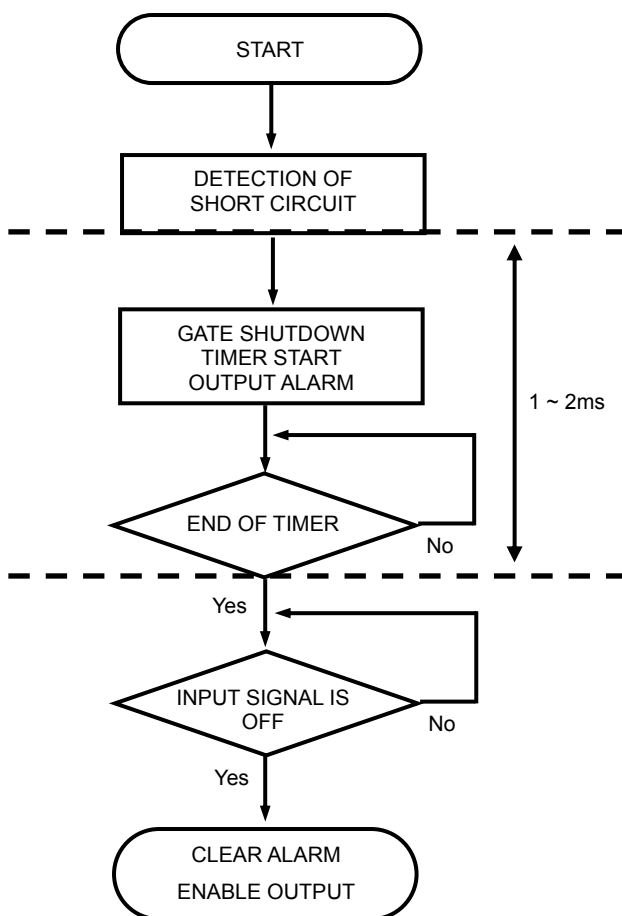 START
DETECTION OF
SHORT CIRCUIT
GATE SHUTDOWN
TIMER START
OUTPUT ALARM
1 ~ 2ms
END OF TIMER
No
Yes
INPUT SIGNAL IS
OFF
No
Yes
CLEAR ALARM
ENABLE OUTPUT